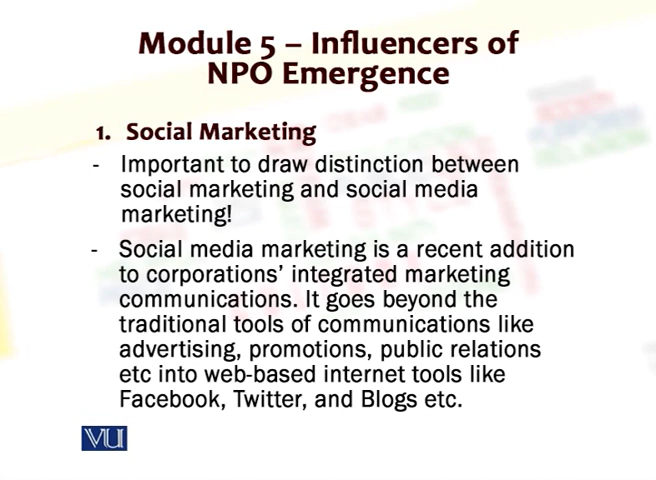 Module 5 – Influencers of
NPO Emergence
1. Social Marketing
- Important to draw distinction between
social marketing and social media
marketing!
- Social media marketing is a recent addition
to corporations’ integrated marketing
communications. It goes beyond the
traditional tools of communications like
advertising, promotions, public relations
etc into web-based internet tools like
Facebook, Twitter, and Blogs etc.
VU